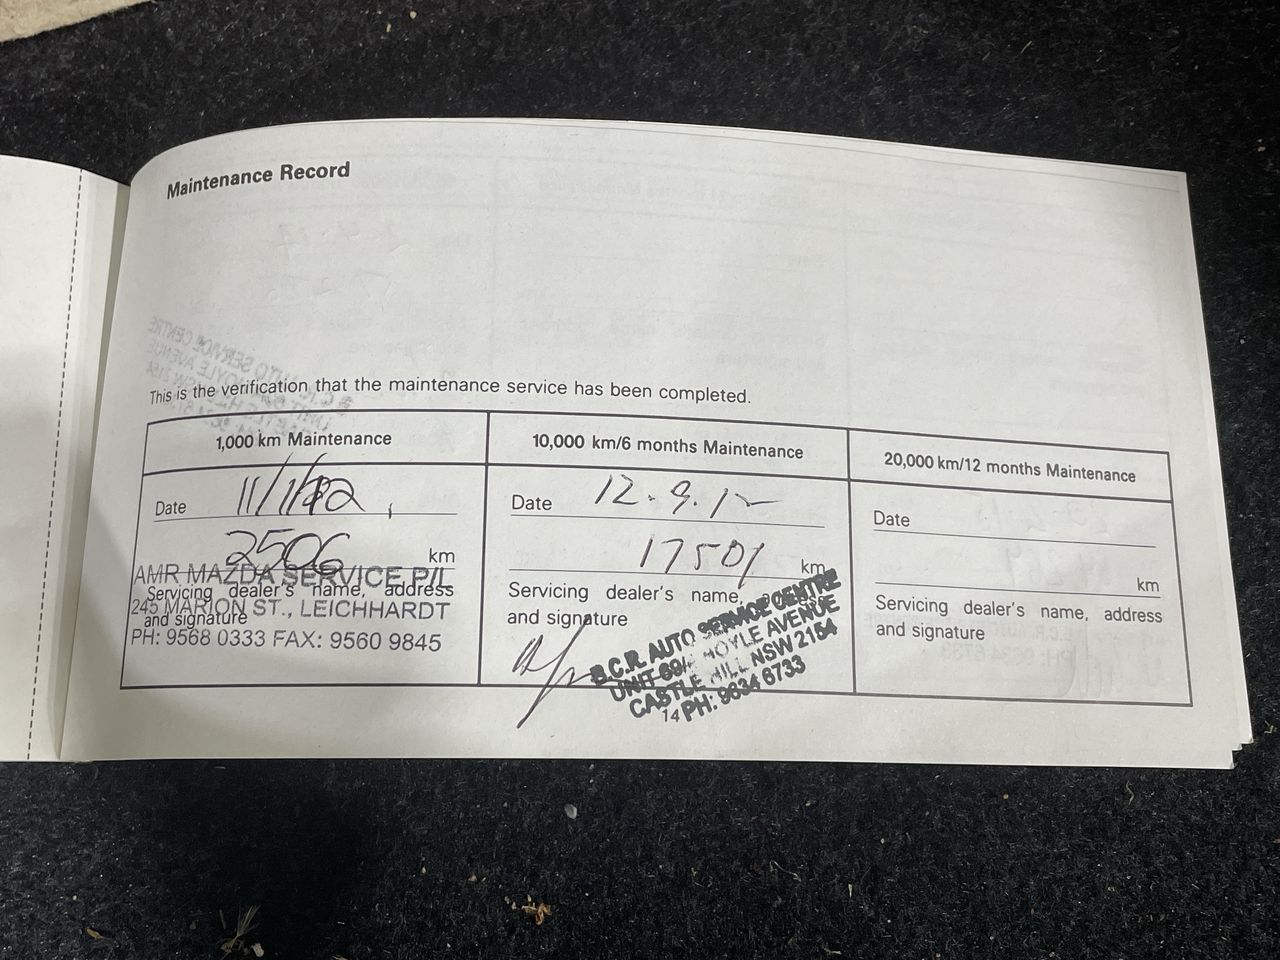 Maintenance Record
This is the verification that the maintenance service has been completed.
1,000 km Maintenance
Date 11/1/12
2506 km
Servicing dealer's name, address
and signature
AMR MAZDA SERVICE P/L
245 MARION ST., LEICHHARDT
PH: 9568 0333 FAX: 9560 9845
10,000 km/6 months Maintenance
Date 12.9.12
17501 km
Servicing dealer's name,
and signature
B.C.R. AUTO SERVICE CENTRE
HOYLE AVENUE
CASTLE HILL NSW 2154
PH: 9634 6733
20,000 km/12 months Maintenance
Date
km
Servicing dealer's name, address
and signature
14